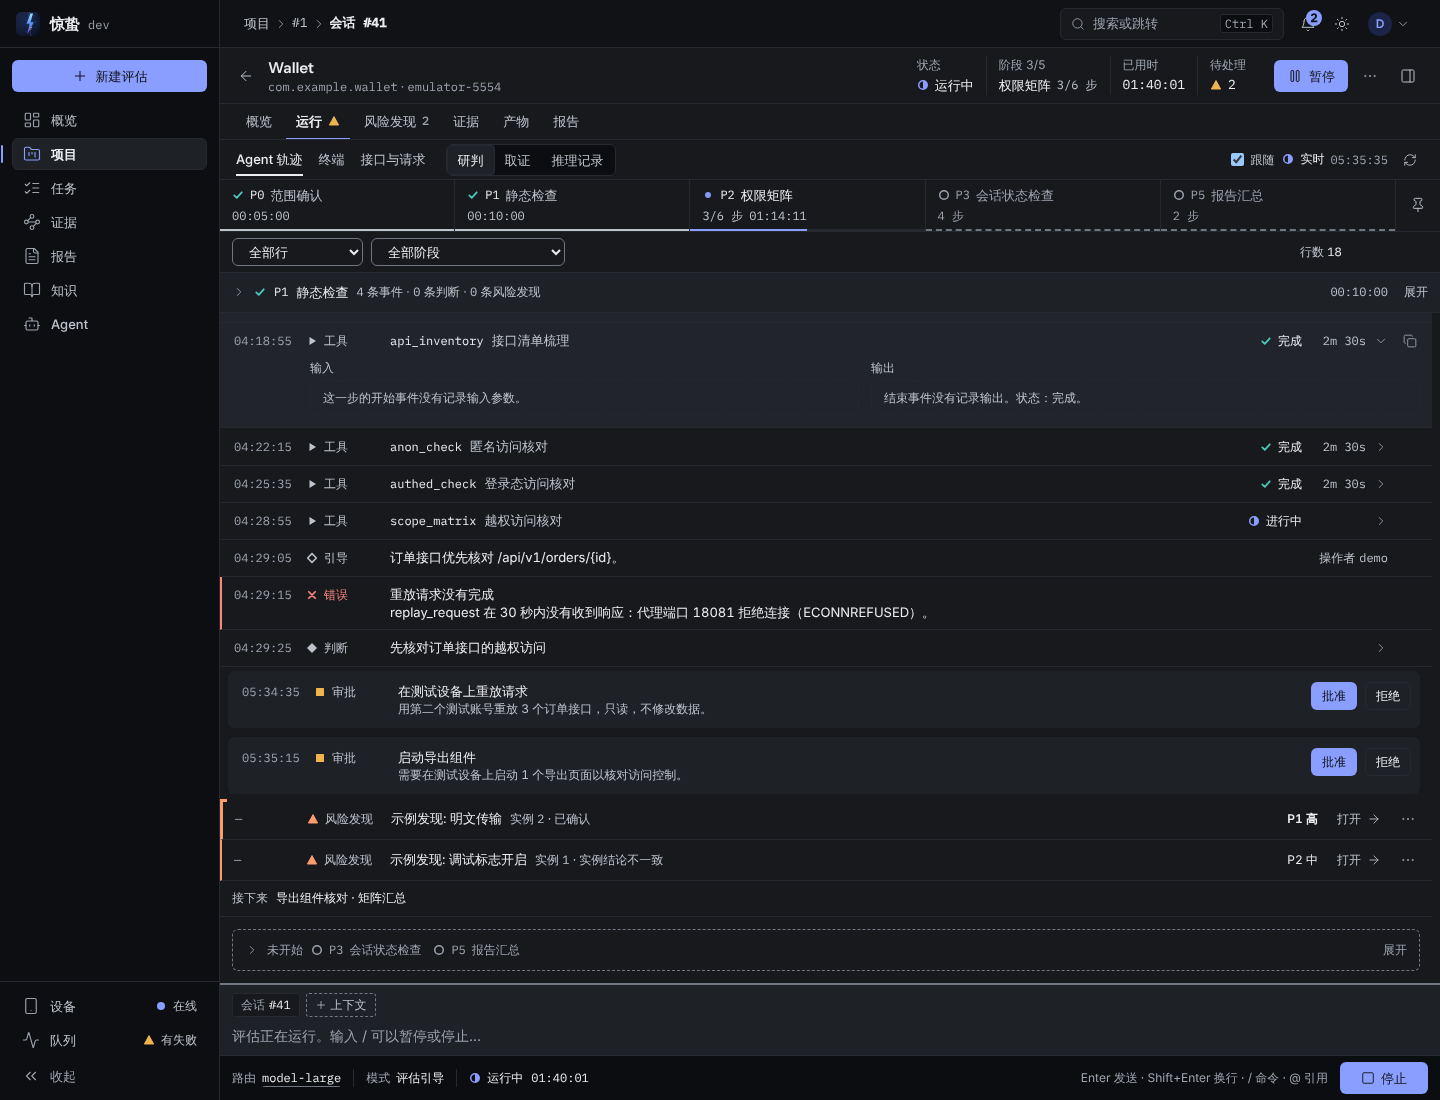 惊蛰 dev
新建评估
概览
项目
任务
证据
报告
知识
Agent
设备 在线
队列 有失败
收起
项目 #1 会话 #41
搜索或跳转 Ctrl K
2
D
Wallet
com.example.wallet · emulator-5554
状态
运行中
阶段 3/5
权限矩阵 3/6 步
已用时
01:40:01
待处理
2
暂停
概览 运行 风险发现 2 证据 产物 报告
Agent 轨迹 终端 接口与请求 研判 取证 推理记录
跟随 实时 05:35:35
P0 范围确认
00:05:00
P1 静态检查
00:10:00
P2 权限矩阵
3/6 步 01:14:11
P3 会话状态检查
4 步
P5 报告汇总
2 步
全部行 全部阶段 行数 18
P1 静态检查 4 条事件 · 0 条判断 · 0 条风险发现 00:10:00 展开
04:18:55 工具 api_inventory 接口清单梳理 完成 2m 30s
输入 输出
这一步的开始事件没有记录输入参数。 结束事件没有记录输出。状态：完成。
04:22:15 工具 anon_check 匿名访问核对 完成 2m 30s
04:25:35 工具 authed_check 登录态访问核对 完成 2m 30s
04:28:55 工具 scope_matrix 越权访问核对 进行中
04:29:05 引导 订单接口优先核对 /api/v1/orders/{id}。 操作者 demo
04:29:15 错误 重放请求没有完成
replay_request 在 30 秒内没有收到响应：代理端口 18081 拒绝连接（ECONNREFUSED）。
04:29:25 判断 先核对订单接口的越权访问
05:34:35 审批 在测试设备上重放请求 批准 拒绝
用第二个测试账号重放 3 个订单接口，只读，不修改数据。
05:35:15 审批 启动导出组件 批准 拒绝
需要在测试设备上启动 1 个导出页面以核对访问控制。
– 风险发现 示例发现: 明文传输 实例 2 · 已确认 P1 高 打开
– 风险发现 示例发现: 调试标志开启 实例 1 · 实例结论不一致 P2 中 打开
接下来 导出组件核对 · 矩阵汇总
未开始 P3 会话状态检查 P5 报告汇总 展开
会话 #41 + 上下文
评估正在运行。输入 / 可以暂停或停止...
路由 model-large 模式 评估引导 运行中 01:40:01
Enter 发送 · Shift+Enter 换行 · / 命令 · @ 引用 停止